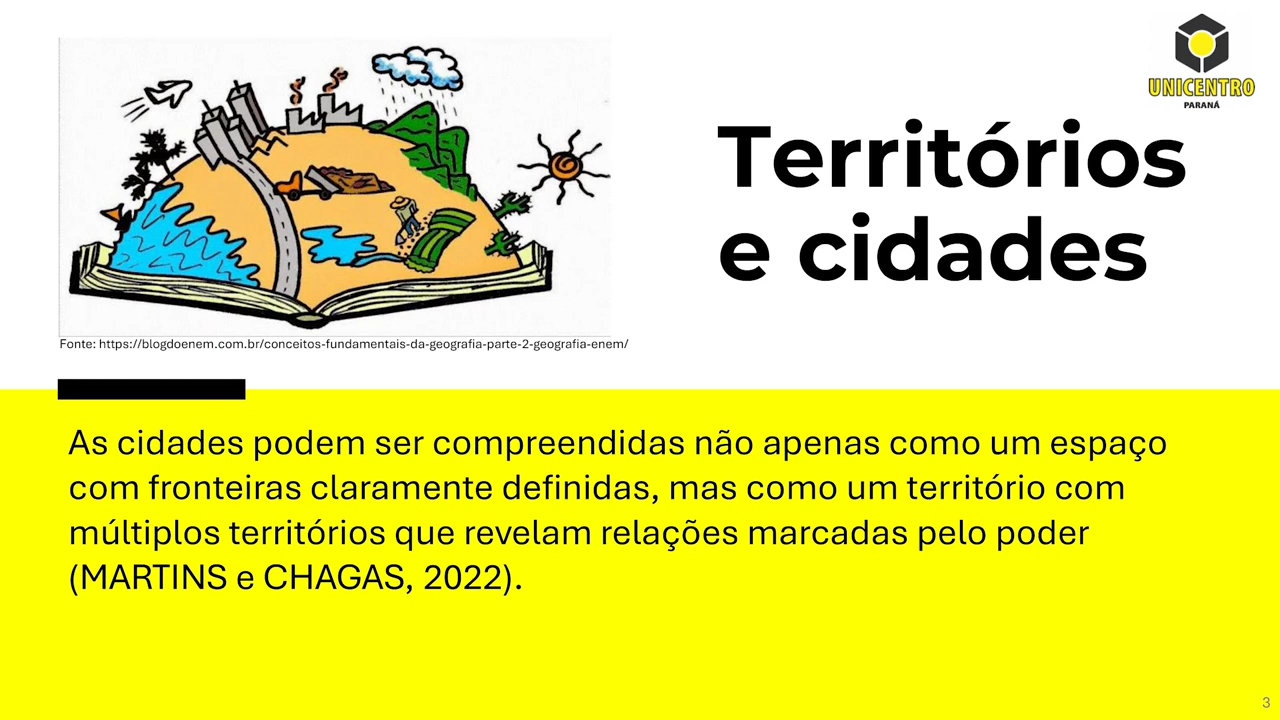 UNICENTRO
PARANÁ
Territórios
e cidades
Fonte: https://blogdoenem.com.br/conceitos-fundamentais-da-geografia-parte-2-geografia-enem/
As cidades podem ser compreendidas não apenas como um espaço
com fronteiras claramente definidas, mas como um território com
múltiplos territórios que revelam relações marcadas pelo poder
(MARTINS e CHAGAS, 2022).
3